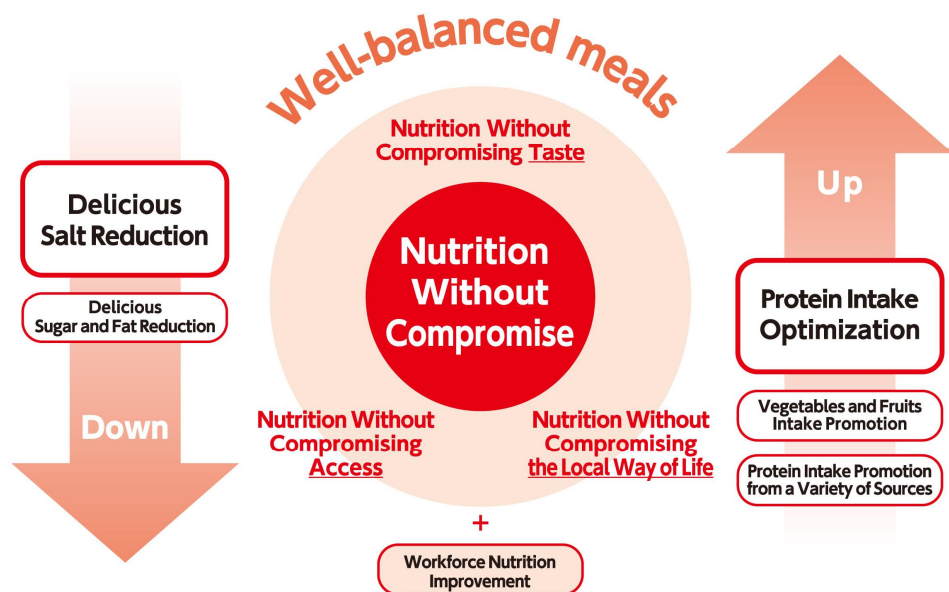 Well-balanced meals
Nutrition Without
Compromising Taste
Nutrition
Without
Compromise
Nutrition Without
Compromising
Access
Nutrition Without
Compromising
the Local Way of Life
+
Workforce Nutrition
Improvement
Delicious
Salt Reduction
Delicious
Sugar and Fat Reduction
Down
Up
Protein Intake
Optimization
Vegetables and Fruits
Intake Promotion
Protein Intake Promotion
from a Variety of Sources